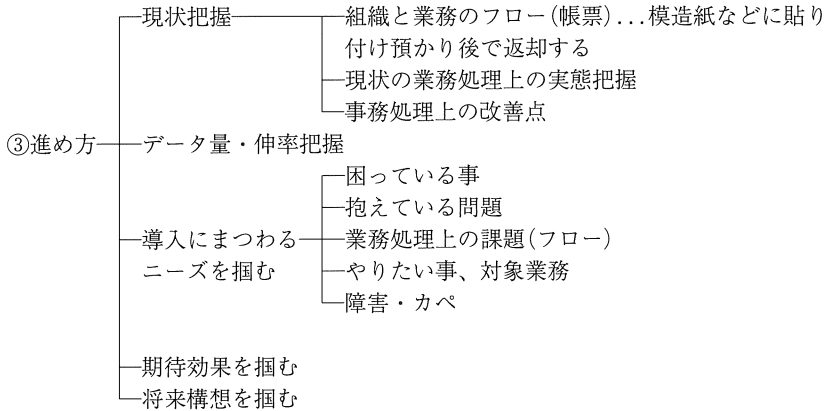 現状把握 組織と業務のフロー(帳票)...模造紙などに貼り
付け預かり後で返却する
現状の業務処理上の実態把握
事務処理上の改善点
③進め方 データ量・伸率把握
困っている事
抱えている問題
導入にまつわる 業務処理上の課題(フロー)
ニーズを掴む やりたい事、対象業務
障害・カペ
期待効果を掴む
将来構想を掴む